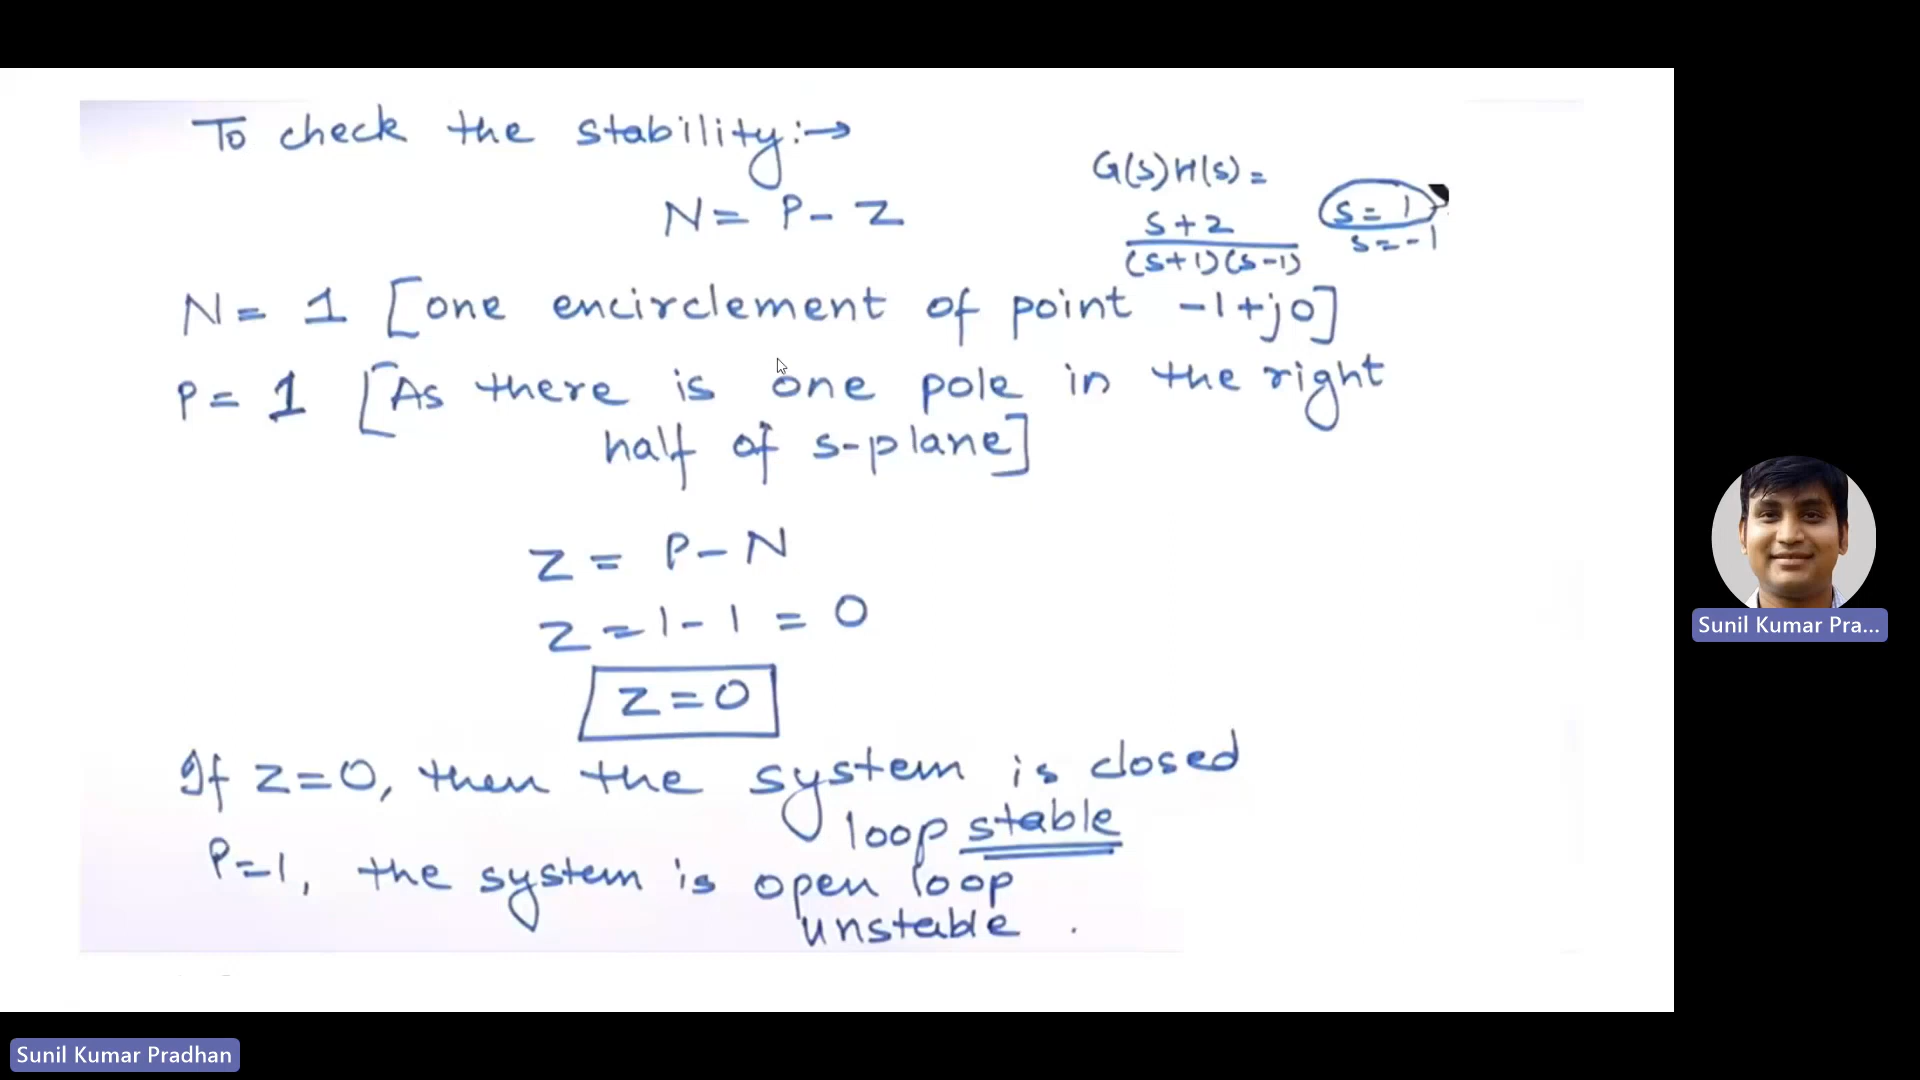 To check the stability:→
N = P - Z
G(s)H(s) =
s+2
(s+1)(s-1)
s = 1
s = -1
N = 1 [one encirclement of point -1+j0]
P = 1 [As there is one pole in the right
half of s-plane]
Z = P - N
Z = 1 - 1 = 0
Z = 0
If Z=0, then the system is closed
loop stable
P=1, the system is open loop
unstable.
Sunil Kumar Pra...
Sunil Kumar Pradhan